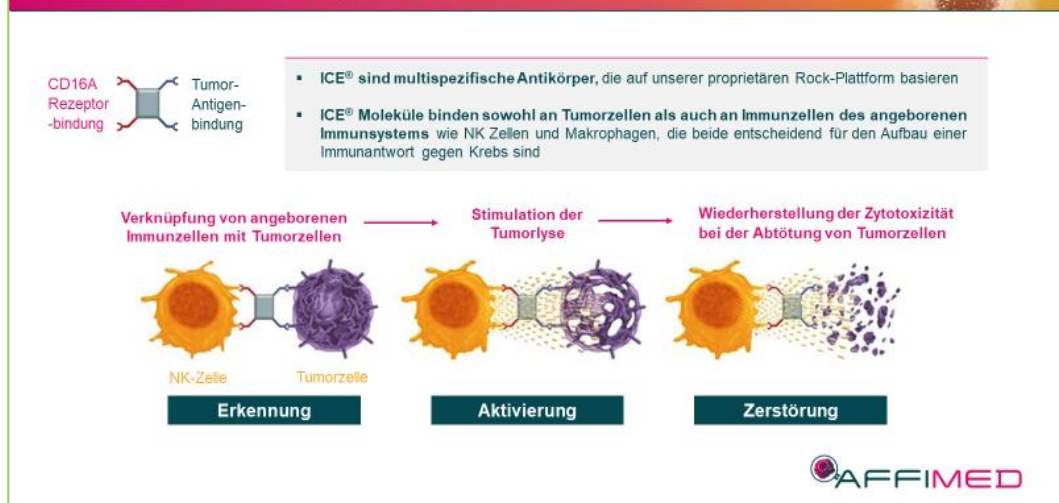 CD16A
Rezeptor
-bindung
Tumor-
Antigen-
bindung
▪ ICE® sind multispezifische Antikörper, die auf unserer proprietären Rock-Plattform basieren
▪ ICE® Moleküle binden sowohl an Tumorzellen als auch an Immunzellen des angeborenen
Immunsystems wie NK Zellen und Makrophagen, die beide entscheidend für den Aufbau einer
Immunantwort gegen Krebs sind
Verknüpfung von angeborenen
Immunzellen mit Tumorzellen
Stimulation der
Tumorlyse
Wiederherstellung der Zytotoxizität
bei der Abtötung von Tumorzellen
NK-Zelle
Tumorzelle
Erkennung
Aktivierung
Zerstörung
AFFIMED